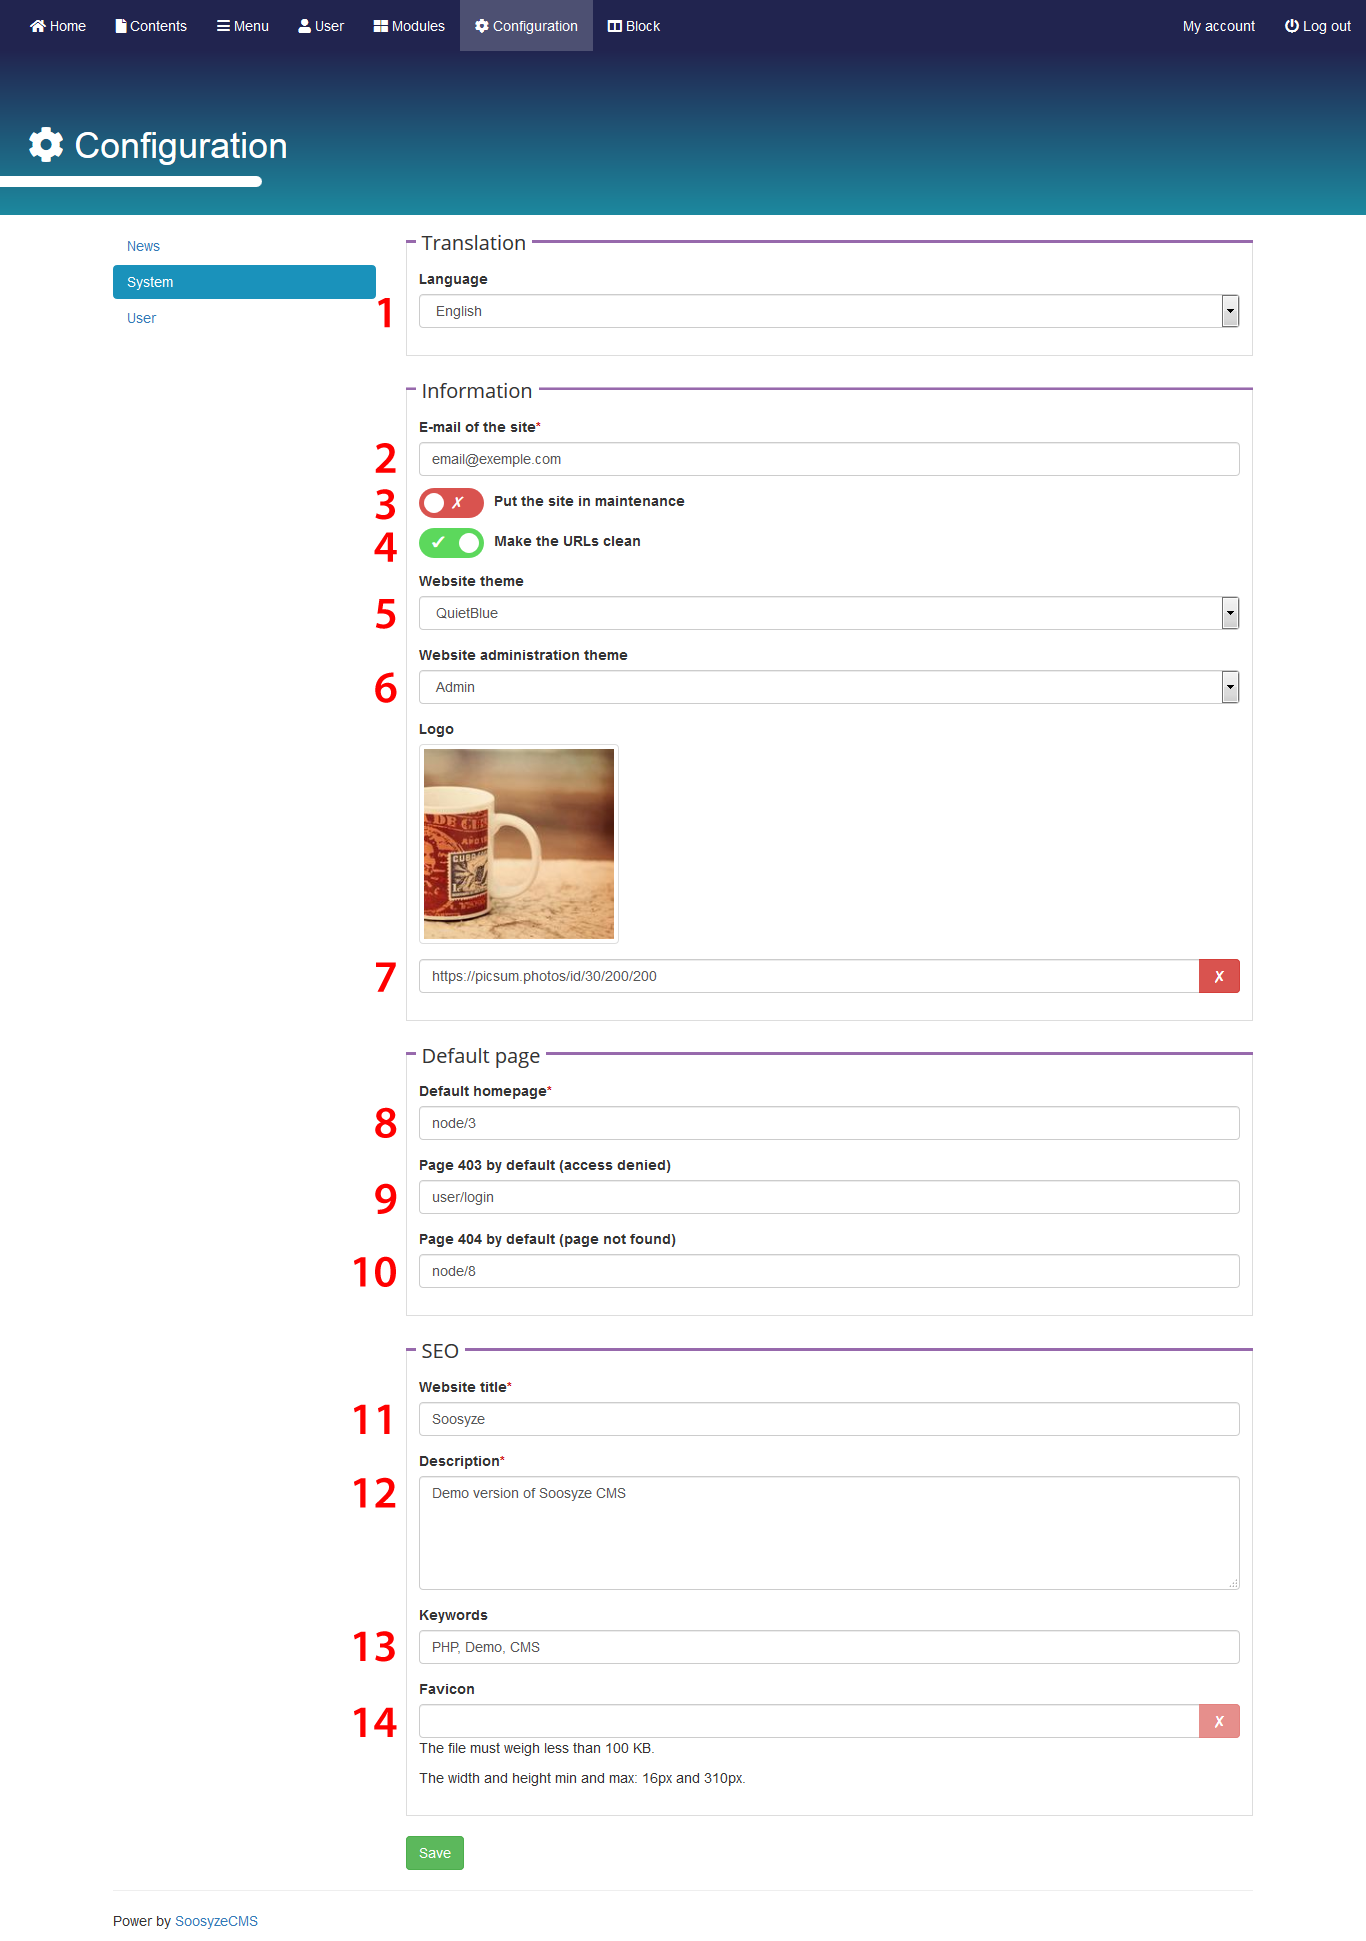 Home Contents Menu User Modules Configuration Block My account Log out
Configuration
News
System
User
Translation
Language
1 English
Information
E-mail of the site*
2 email@exemple.com
3 ✗ Put the site in maintenance
4 ✓ Make the URLs clean
Website theme
5 QuietBlue
Website administration theme
6 Admin
Logo
7 https://picsum.photos/id/30/200/200 ✗
Default page
Default homepage*
8 node/3
Page 403 by default (access denied)
9 user/login
Page 404 by default (page not found)
10 node/8
SEO
Website title*
11 Soosyze
Description*
12 Demo version of Soosyze CMS
Keywords
13 PHP, Demo, CMS
Favicon
14 ✗
The file must weigh less than 100 KB.
The width and height min and max: 16px and 310px.
Save
Power by SoosyzeCMS